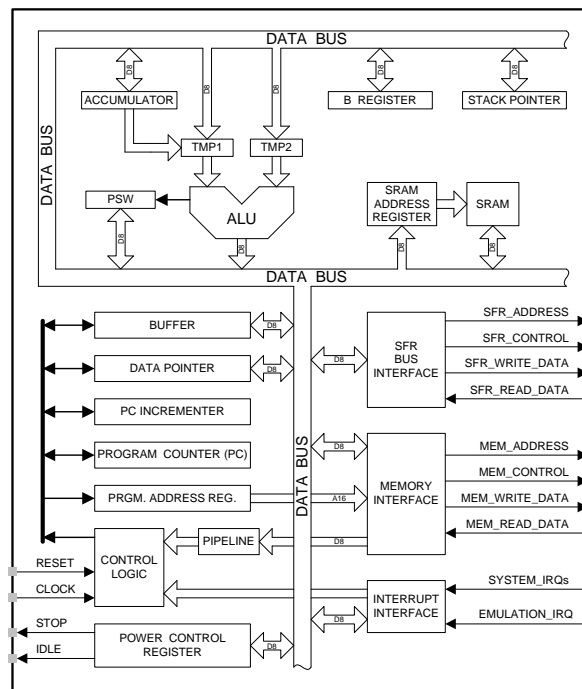 DATA BUS
D8
D8
D8
D8
D8
ACCUMULATOR
B REGISTER
STACK POINTER
DATA BUS
TMP1
TMP2
PSW
ALU
SRAM
ADDRESS
REGISTER
SRAM
D8
D8
D8
D8
DATA BUS
BUFFER
D8
DATA POINTER
D8
PC INCREMENTER
PROGRAM COUNTER (PC)
PRGM. ADDRESS REG.
A16
DATA BUS
D8
SFR
BUS
INTERFACE
SFR_ADDRESS
SFR_CONTROL
SFR_WRITE_DATA
SFR_READ_DATA
D8
MEMORY
INTERFACE
MEM_ADDRESS
MEM_CONTROL
MEM_WRITE_DATA
MEM_READ_DATA
RESET
CLOCK
CONTROL
LOGIC
PIPELINE
D8
INTERRUPT
INTERFACE
SYSTEM_IRQs
EMULATION_IRQ
D8
STOP
IDLE
POWER CONTROL
REGISTER
D8